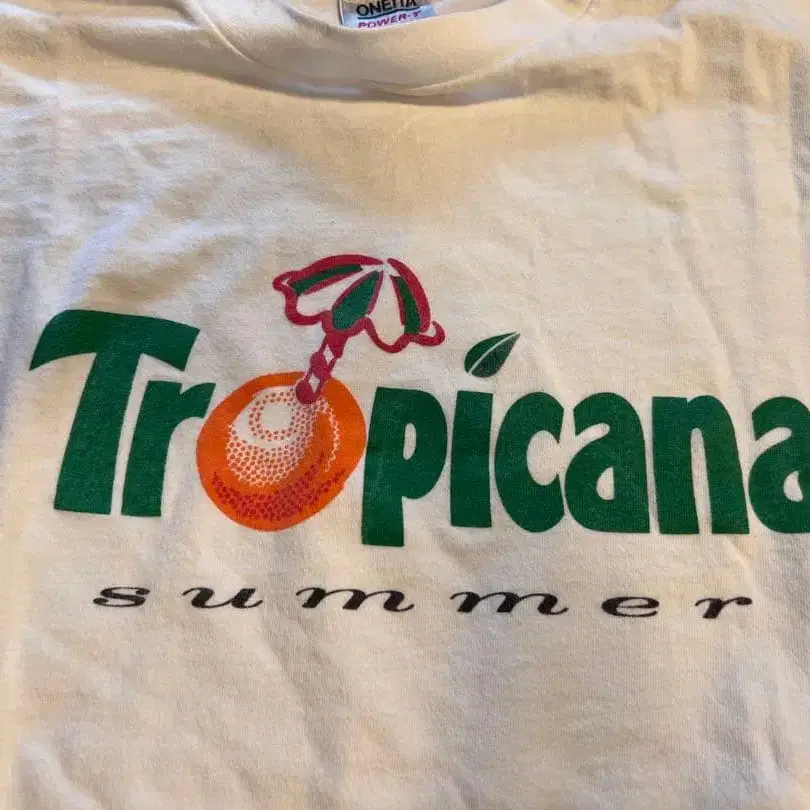 ONEITA
POWER-T
Tropicana
summer